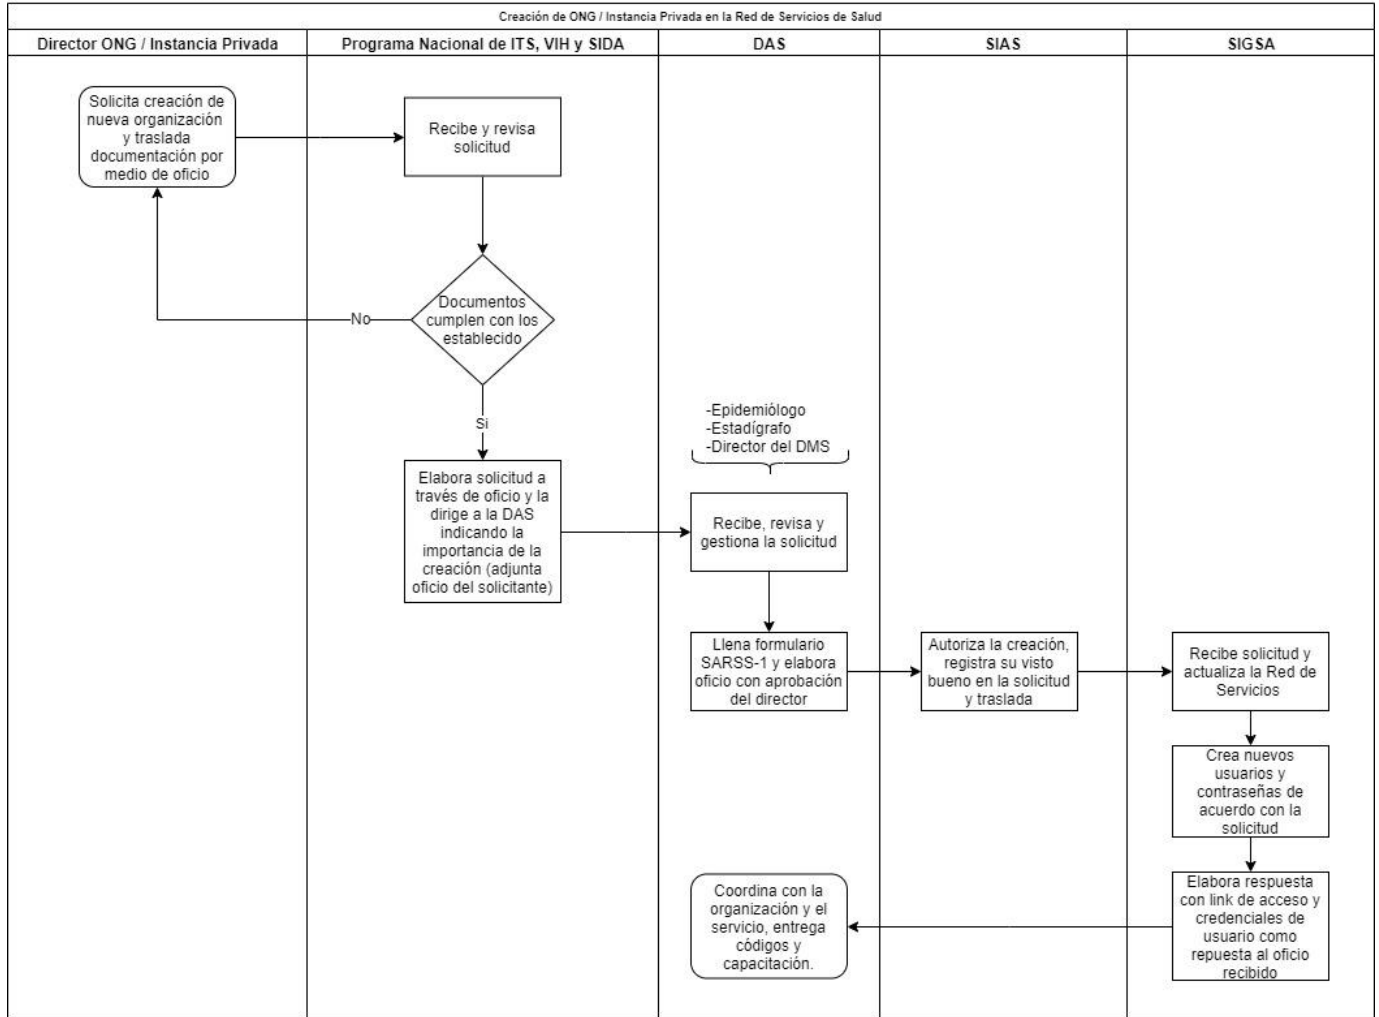 Creación de ONG / Instancia Privada en la Red de Servicios de Salud
Director ONG / Instancia Privada
Programa Nacional de ITS, VIH y SIDA
DAS
SIAS
SIGSA
Solicita creación de
nueva organización
y traslada
documentación por
medio de oficio
Recibe y revisa
solicitud
Documentos
cumplen con los
establecido
No
Si
Elabora solicitud a
través de oficio y la
dirige a la DAS
indicando la
importancia de la
creación (adjunta
oficio del solicitante)
-Epidemiólogo
-Estadígrafo
-Director del DMS
Recibe, revisa y
gestiona la solicitud
Llena formulario
SARSS-1 y elabora
oficio con aprobación
del director
Autoriza la creación,
registra su visto
bueno en la solicitud
y traslada
Recibe solicitud y
actualiza la Red de
Servicios
Crea nuevos
usuarios y
contraseñas de
acuerdo con la
solicitud
Elabora respuesta
con link de acceso y
credenciales de
usuario como
repuesta al oficio
recibido
Coordina con la
organización y el
servicio, entrega
códigos y
capacitación.